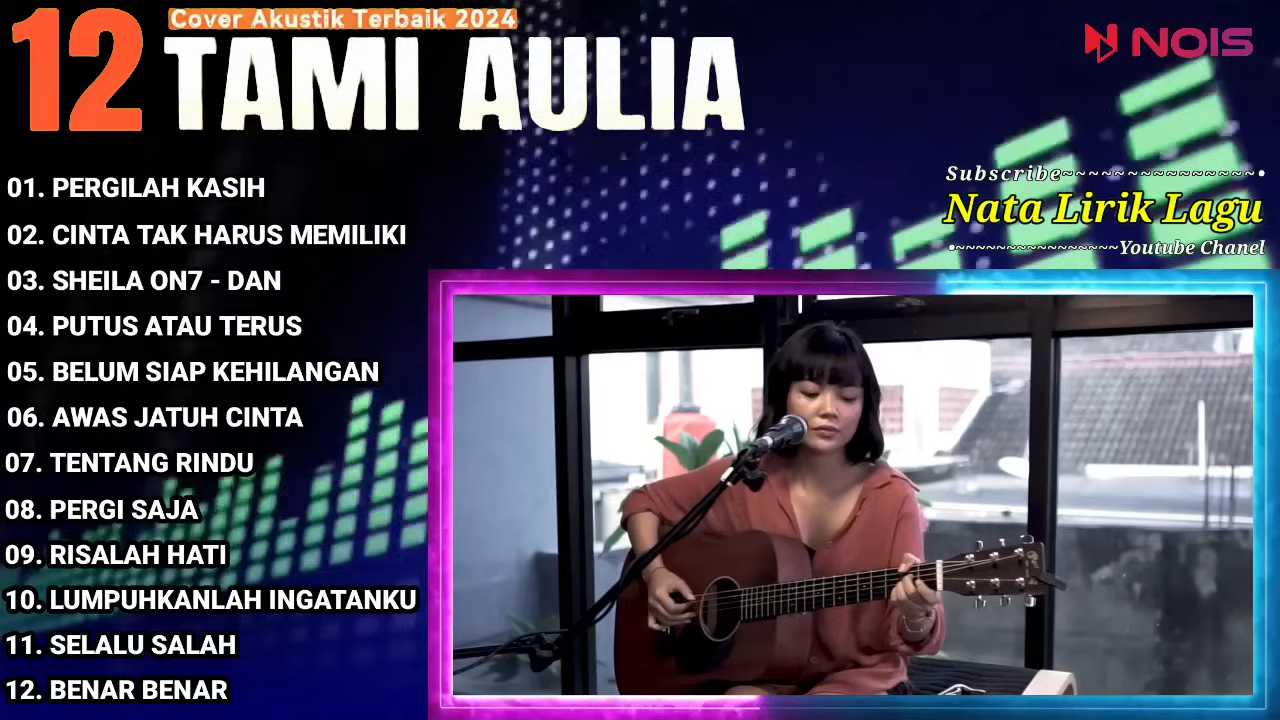 12
Cover Akustik Terbaik 2024
TAMI AULIA
NOIS
Subscribe~~~~~~~~~~~~~~~•
Nata Lirik Lagu
•~~~~~~~~~~~~~~~~Youtube Chanel
01. PERGILAH KASIH
02. CINTA TAK HARUS MEMILIKI
03. SHEILA ON7 - DAN
04. PUTUS ATAU TERUS
05. BELUM SIAP KEHILANGAN
06. AWAS JATUH CINTA
07. TENTANG RINDU
08. PERGI SAJA
09. RISALAH HATI
10. LUMPUHKANLAH INGATANKU
11. SELALU SALAH
12. BENAR BENAR